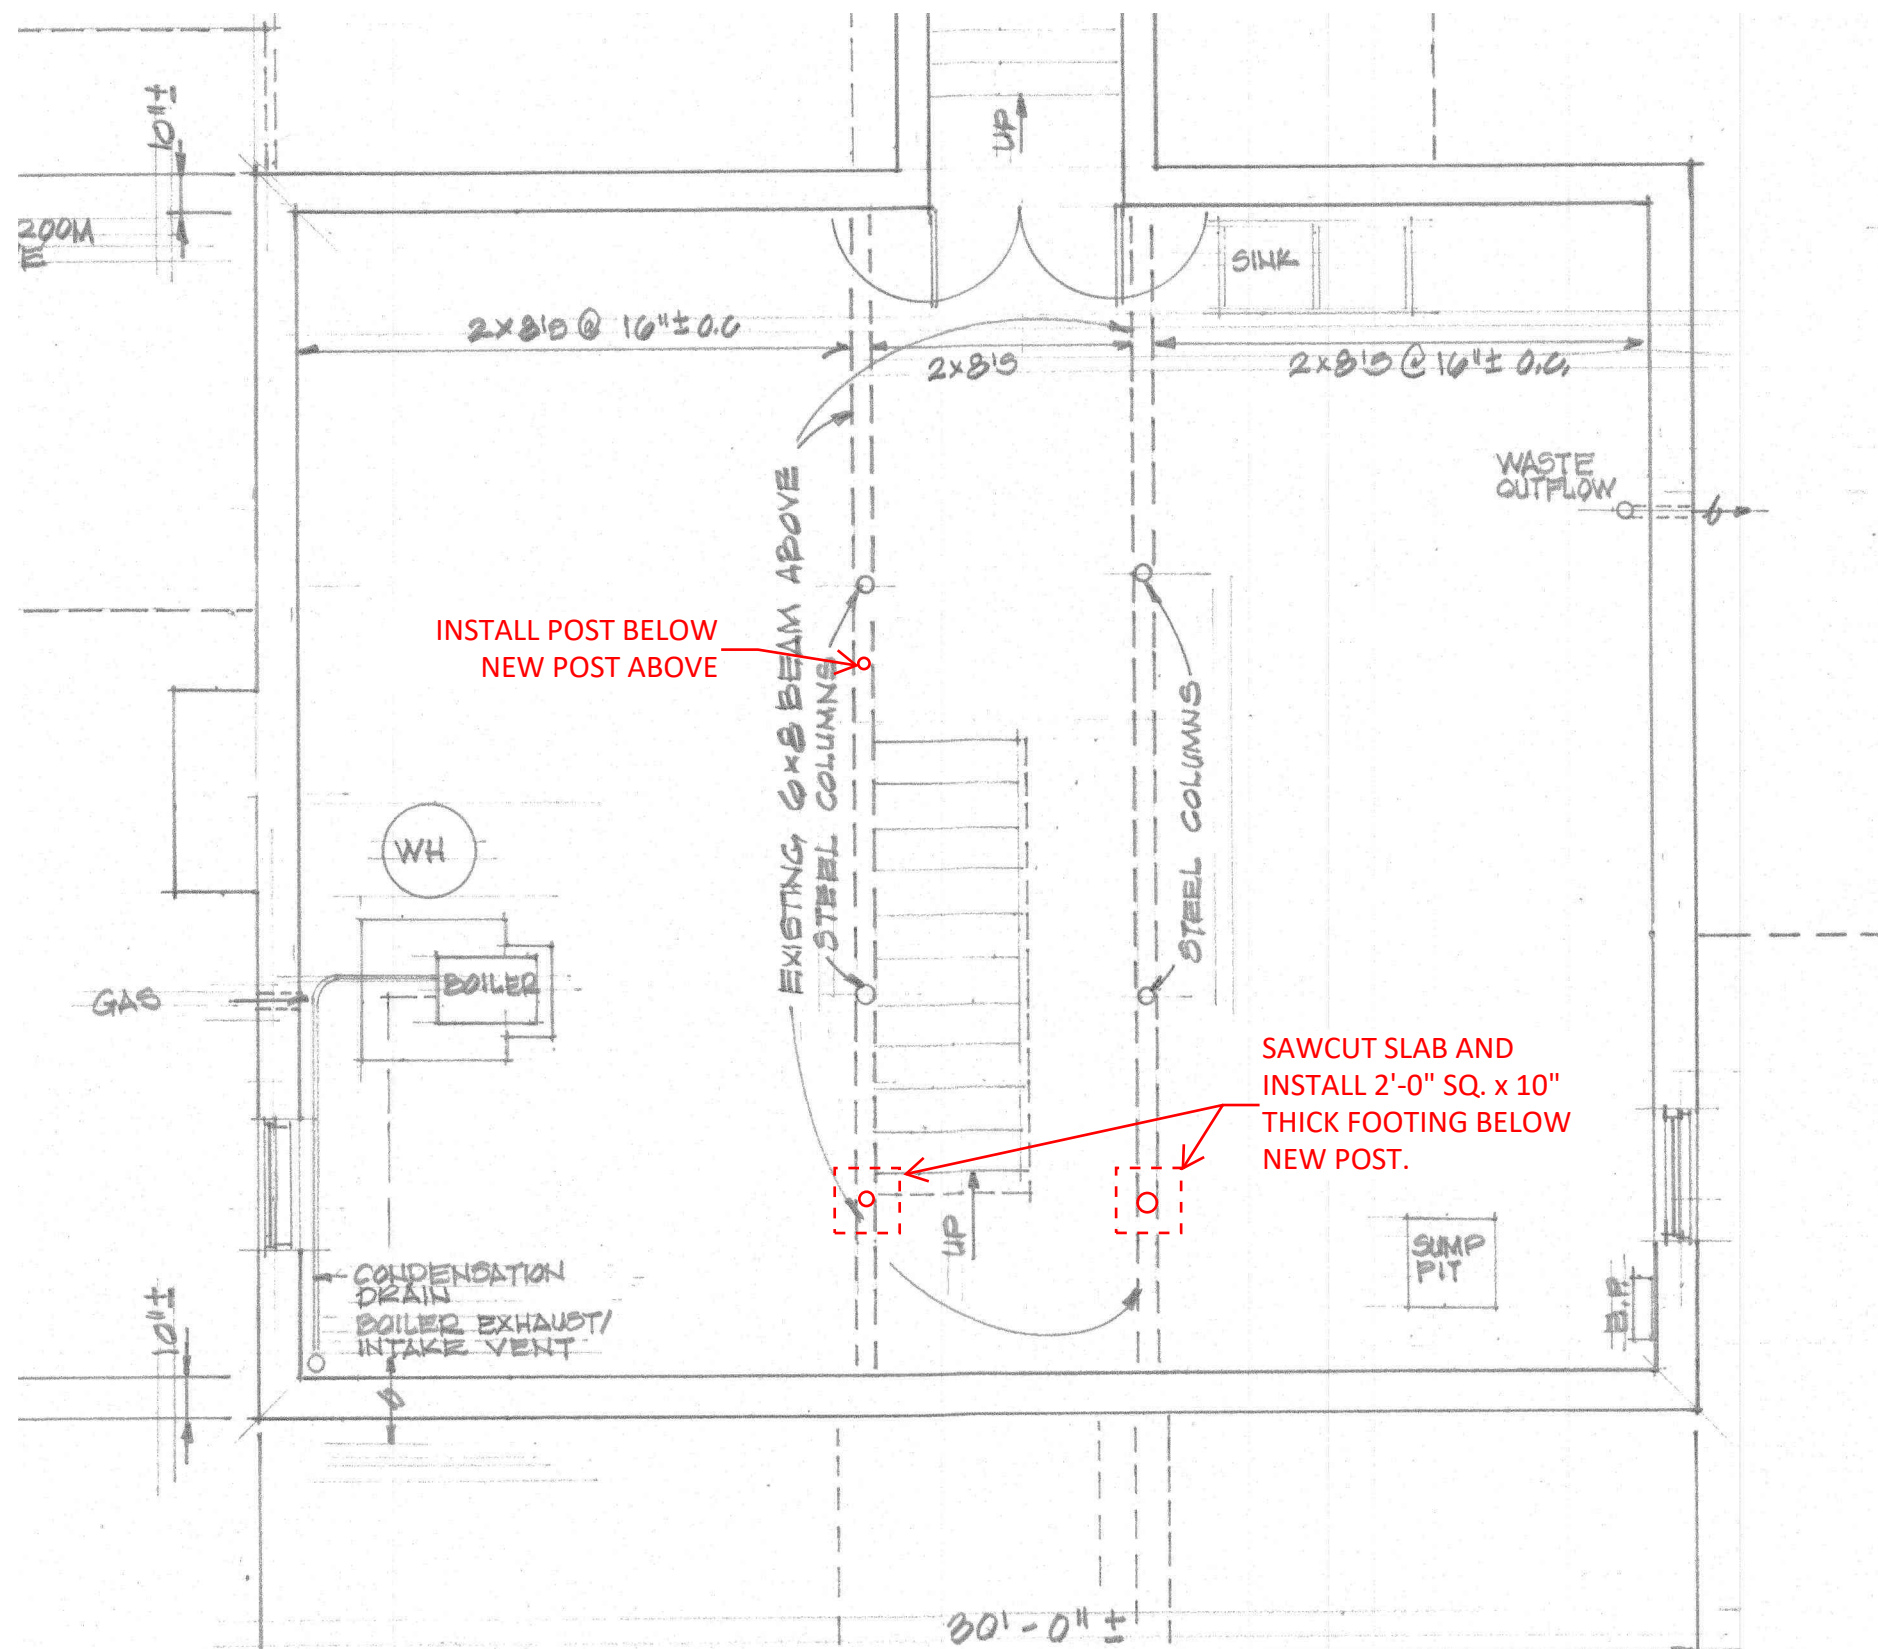 10"±
UP
200M
E
SINK
2x8's @ 16"± O.C
2x8's
2x8's @ 16"± O.C.
WASTE
OUTFLOW
EXISTING 6x8 BEAM ABOVE
STEEL COLUMNS
INSTALL POST BELOW
NEW POST ABOVE
STEEL COLUMNS
WH
BOILER
GAS
SAWCUT SLAB AND
INSTALL 2'-0" SQ. x 10"
THICK FOOTING BELOW
NEW POST.
UP
SUMP
PIT
E.P.
CONDENSATION
DRAIN
BOILER EXHAUST/
INTAKE VENT
10"±
30'-0" ±